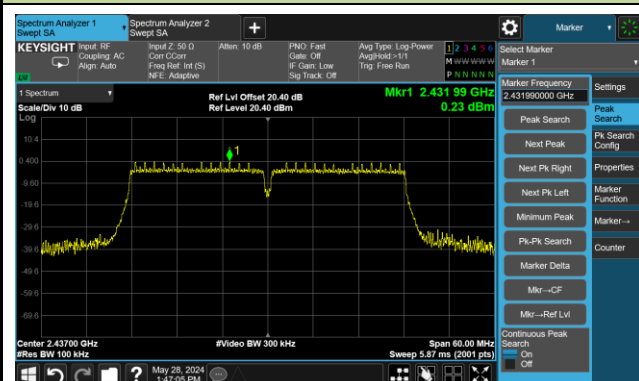 Spectrum Analyzer 1
Swept SA
Spectrum Analyzer 2
Swept SA
+
Marker
KEYSIGHT
Input: RF
Coupling: AC
Align: Auto
Input Z: 50 Ω
Corr CCorr
Freq Ref: Int (S)
NFE: Adaptive
Atten: 10 dB
PNO: Fast
Gate: Off
IF Gain: Low
Sig Track: Off
Avg Type: Log-Power
Avg|Hold:>1/1
Trig: Free Run
1 2 3 4 5 6
M W W W W W
P N N N N N
LV
Select Marker
Marker 1
1 Spectrum
Scale/Div 10 dB
Log
Ref Lvl Offset 20.40 dB
Ref Level 20.40 dBm
Mkr1 2.431 99 GHz
0.23 dBm
10.4
0.400
-9.60
-19.6
-29.6
-39.6
-49.6
-59.6
-69.6
1
Center 2.43700 GHz
#Res BW 100 kHz
#Video BW 300 kHz
Span 60.00 MHz
Sweep 5.87 ms (2001 pts)
Marker Frequency
2.431990000 GHz
Peak Search
Next Peak
Next Pk Right
Next Pk Left
Minimum Peak
Pk-Pk Search
Marker Delta
Mkr→CF
Mkr→Ref Lvl
Continuous Peak
Search
On
Off
Settings
Peak
Search
Pk Search
Config
Properties
Marker
Function
Marker→
Counter
?
May 28, 2024
1:47:05 PM